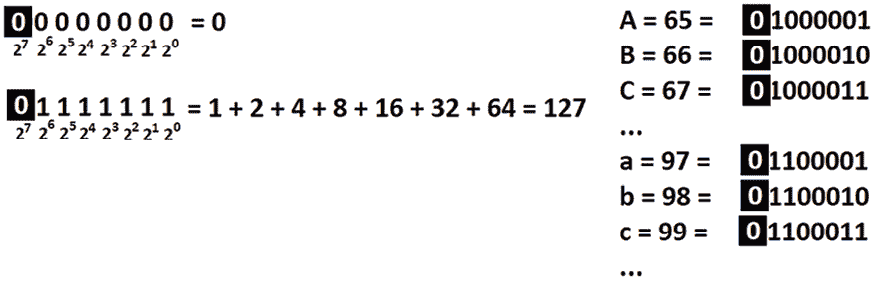 0 0 0 0 0 0 0 0 = 0
2⁷ 2⁶ 2⁵ 2⁴ 2³ 2² 2¹ 2⁰
0 1 1 1 1 1 1 1 = 1 + 2 + 4 + 8 + 16 + 32 + 64 = 127
2⁷ 2⁶ 2⁵ 2⁴ 2³ 2² 2¹ 2⁰
A = 65 = 01000001
B = 66 = 01000010
C = 67 = 01000011
...
a = 97 = 01100001
b = 98 = 01100010
c = 99 = 01100011
...